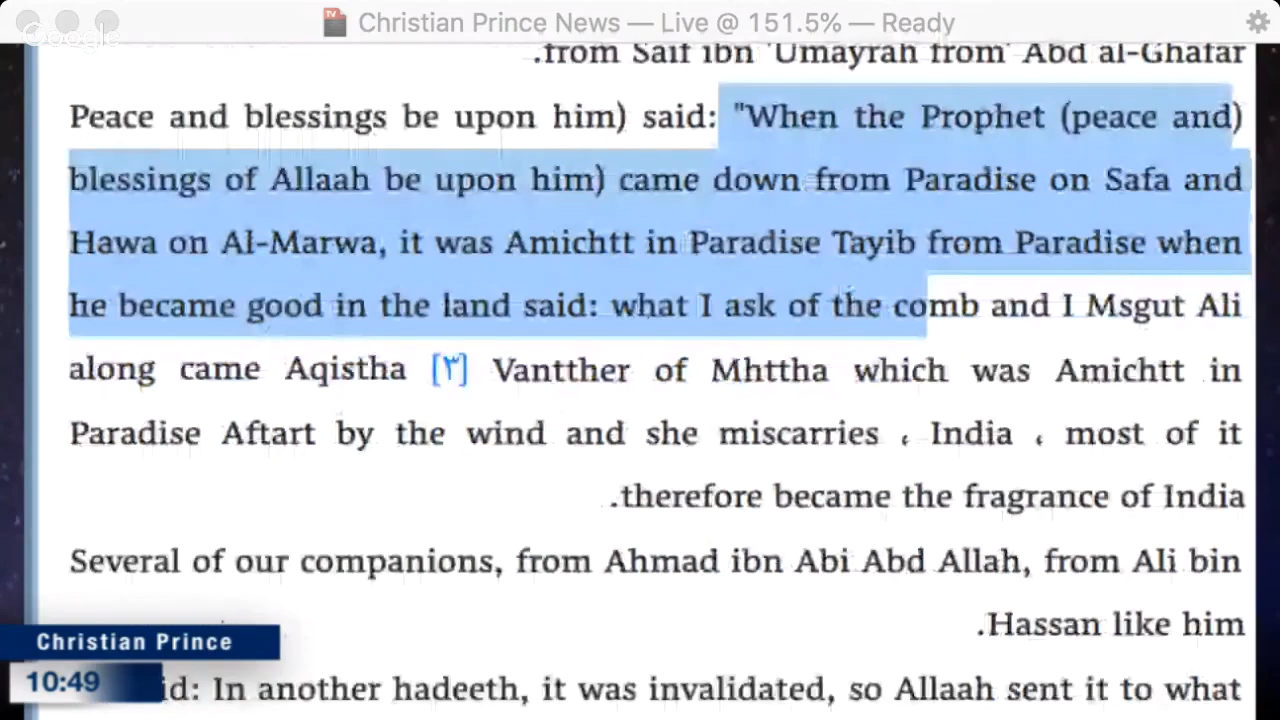 Christian Prince News — Live @ 151.5% — Ready
Google
.from Saif ibn 'Umayrah from' Abd al-Ghafar
Peace and blessings be upon him) said: "When the Prophet (peace and)
blessings of Allaah be upon him) came down from Paradise on Safa and
Hawa on Al-Marwa, it was Amichtt in Paradise Tayib from Paradise when
he became good in the land said: what I ask of the comb and I Msgut Ali
along came Aqistha [٣] Vantther of Mhttha which was Amichtt in
Paradise Aftart by the wind and she miscarries ، India ، most of it
.therefore became the fragrance of India
Several of our companions, from Ahmad ibn Abi Abd Allah, from Ali bin
.Hassan like him
id: In another hadeeth, it was invalidated, so Allaah sent it to what
Christian Prince
10:49